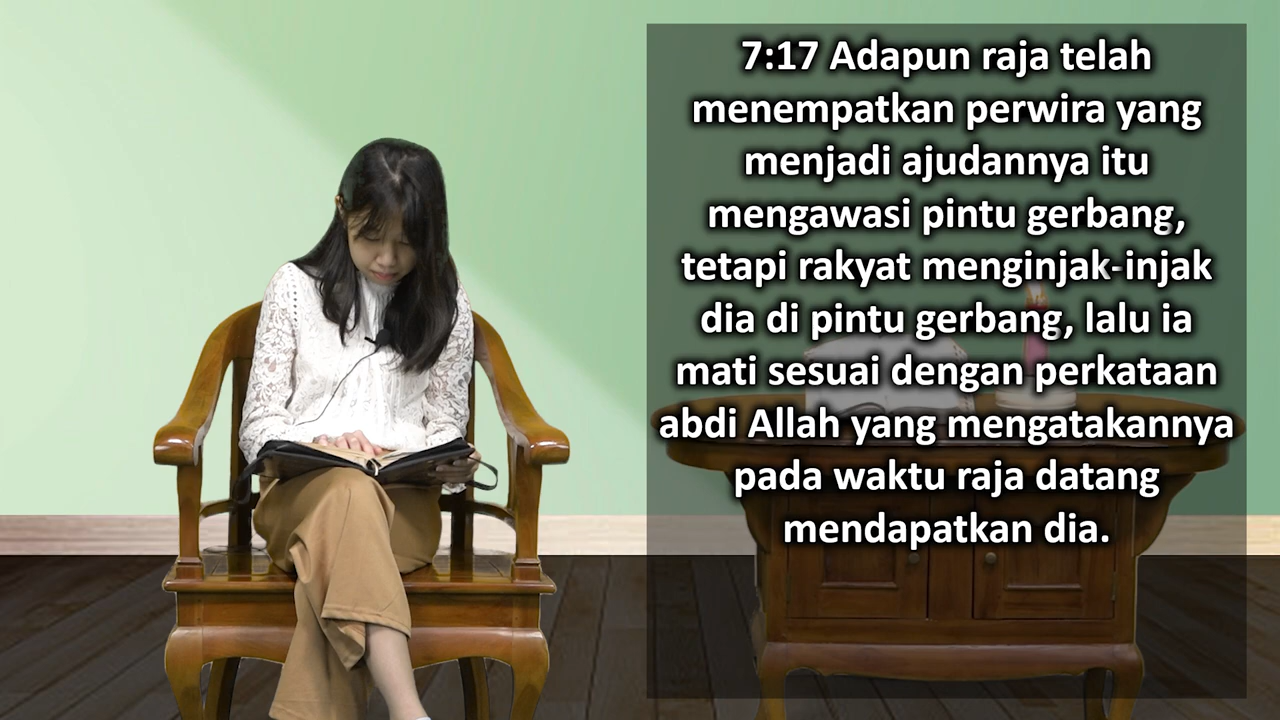 7:17 Adapun raja telah
menempatkan perwira yang
menjadi ajudannya itu
mengawasi pintu gerbang,
tetapi rakyat menginjak-injak
dia di pintu gerbang, lalu ia
mati sesuai dengan perkataan
abdi Allah yang mengatakannya
pada waktu raja datang
mendapatkan dia.